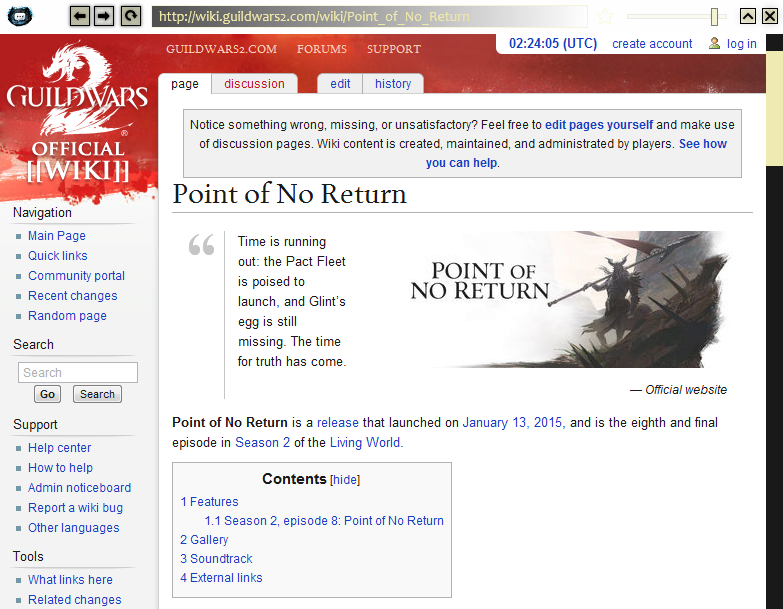 http://wiki.guildwars2.com/wiki/Point_of_No_Return
GUILDWARS2.COM FORUMS SUPPORT
02:24:05 (UTC) create account log in
page discussion edit history
GUILDWARS 2 ®
OFFICIAL
[[WIKI]]
Notice something wrong, missing, or unsatisfactory? Feel free to edit pages yourself and make use
of discussion pages. Wiki content is created, maintained, and administrated by players. See how
you can help.
Point of No Return
Navigation
Main Page
Quick links
Community portal
Recent changes
Random page
Search
Search
Go Search
Support
Help center
How to help
Admin noticeboard
Report a wiki bug
Other languages
Tools
What links here
Related changes
“
Time is running
out: the Pact Fleet
is poised to
launch, and Glint's
egg is still
missing. The time
for truth has come.
POINT OF
NO RETURN
— Official website
Point of No Return is a release that launched on January 13, 2015, and is the eighth and final
episode in Season 2 of the Living World.
Contents [hide]
1 Features
1.1 Season 2, episode 8: Point of No Return
2 Gallery
3 Soundtrack
4 External links